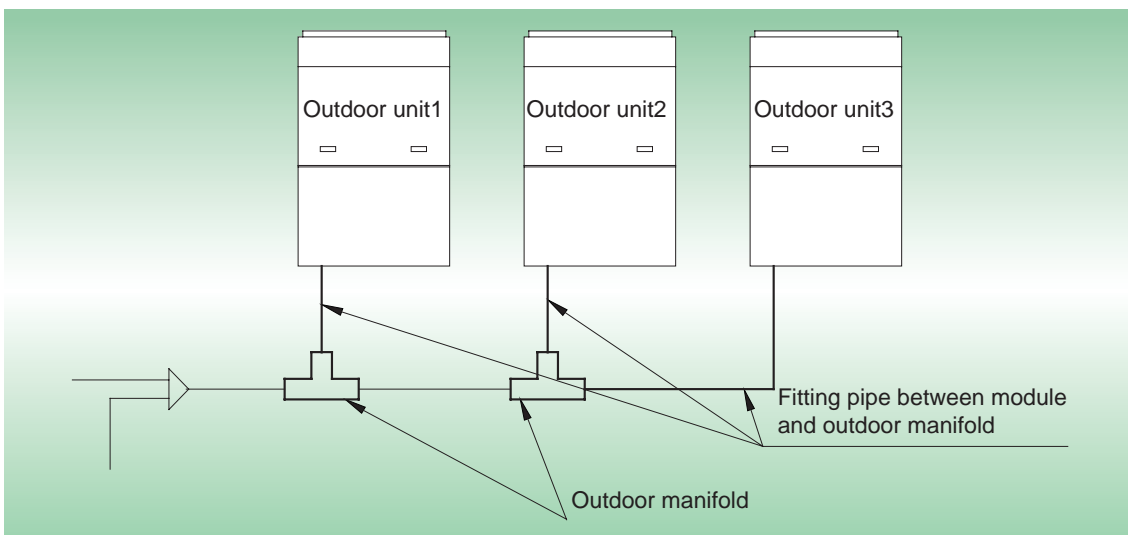 Outdoor unit1
Outdoor unit2
Outdoor unit3
Fitting pipe between module
and outdoor manifold
Outdoor manifold